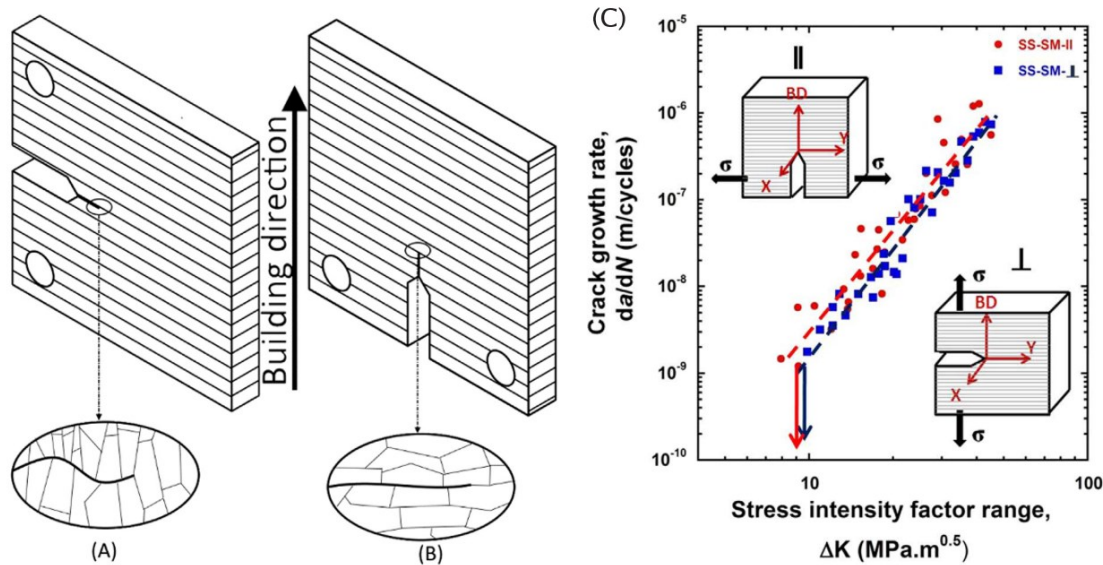 Building direction
(A)
(B)
(C)
10⁻⁵
10⁻⁶
10⁻⁷
10⁻⁸
10⁻⁹
10⁻¹⁰
Crack growth rate,
da/dN (m/cycles)
SS-SM-II
SS-SM-⊥
||
BD
Y
X
σ
σ
⊥
σ
BD
Y
X
σ
10
100
Stress intensity factor range,
ΔK (MPa.m⁰·⁵)